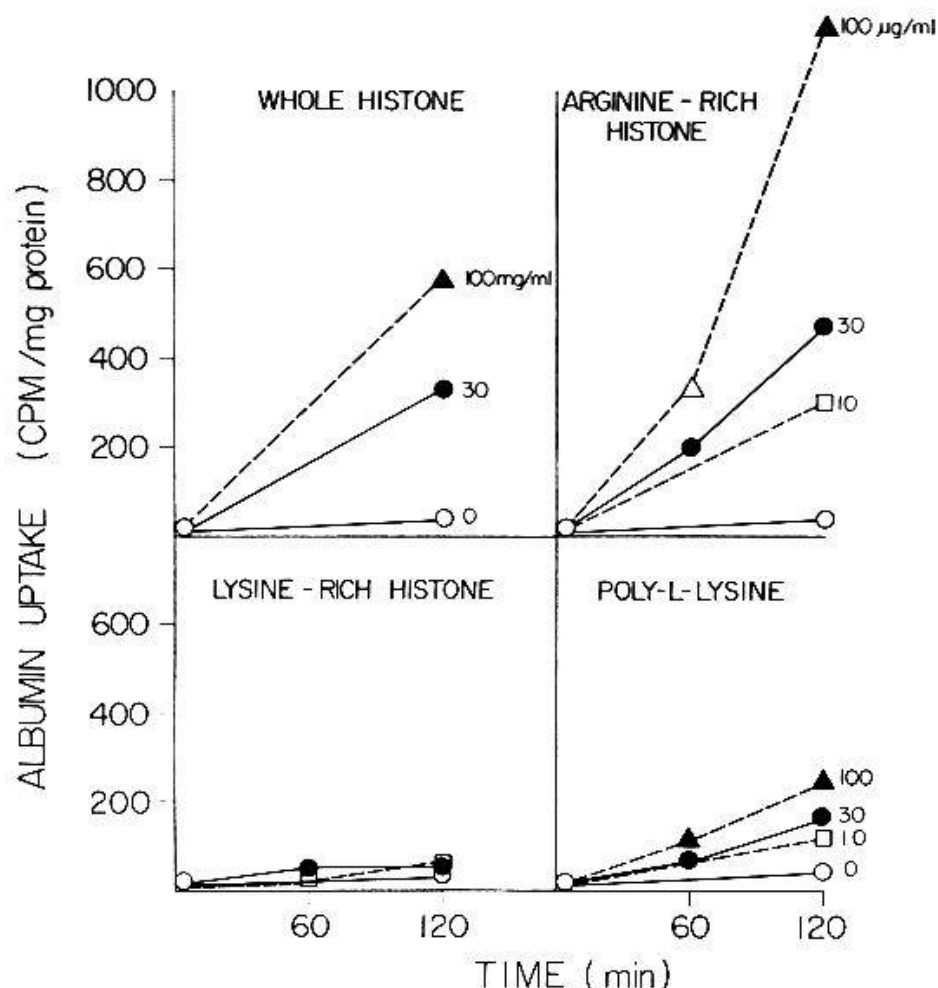 100 µg/ml
1000
WHOLE HISTONE
ARGININE-RICH
HISTONE
800
600
100mg/ml
400
30
30
10
200
0
LYSINE-RICH HISTONE
POLY-L-LYSINE
600
400
200
100
30
10
0
60
120
60
120
TIME (min)
ALBUMIN UPTAKE (CPM/mg protein)